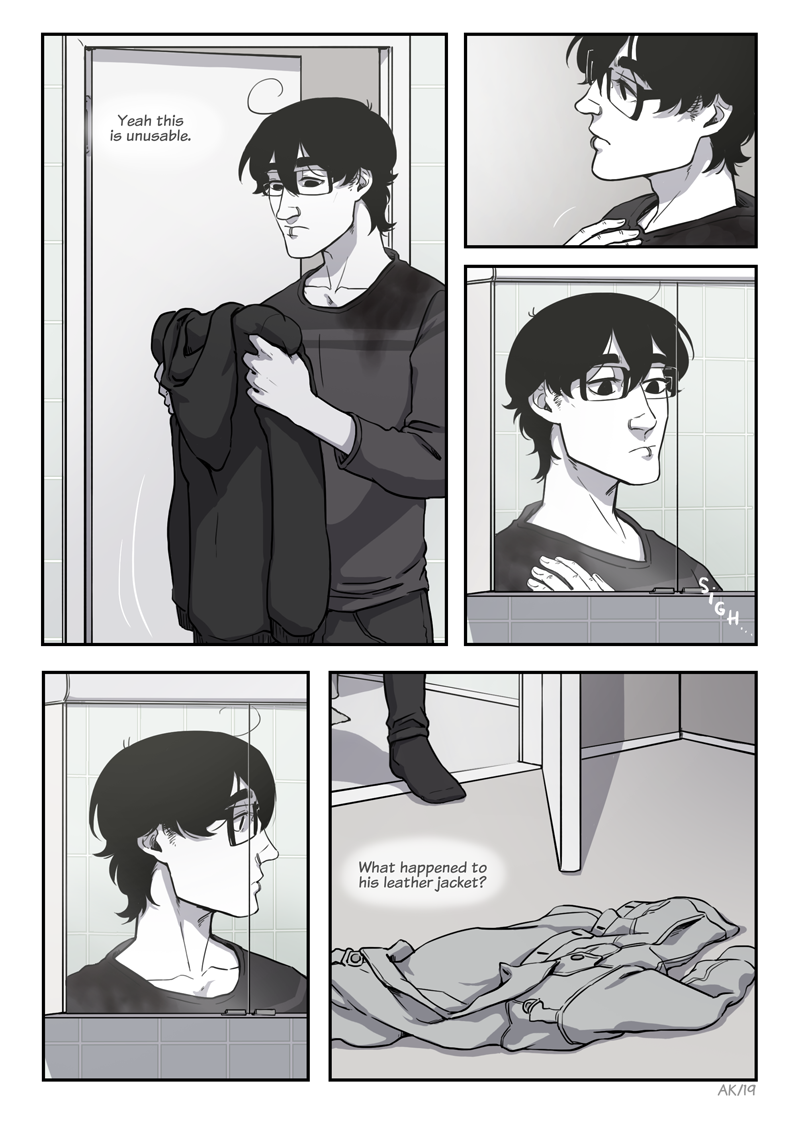 Yeah this
is unusable.
SIGH...
What happened to
his leather jacket?
AK/19